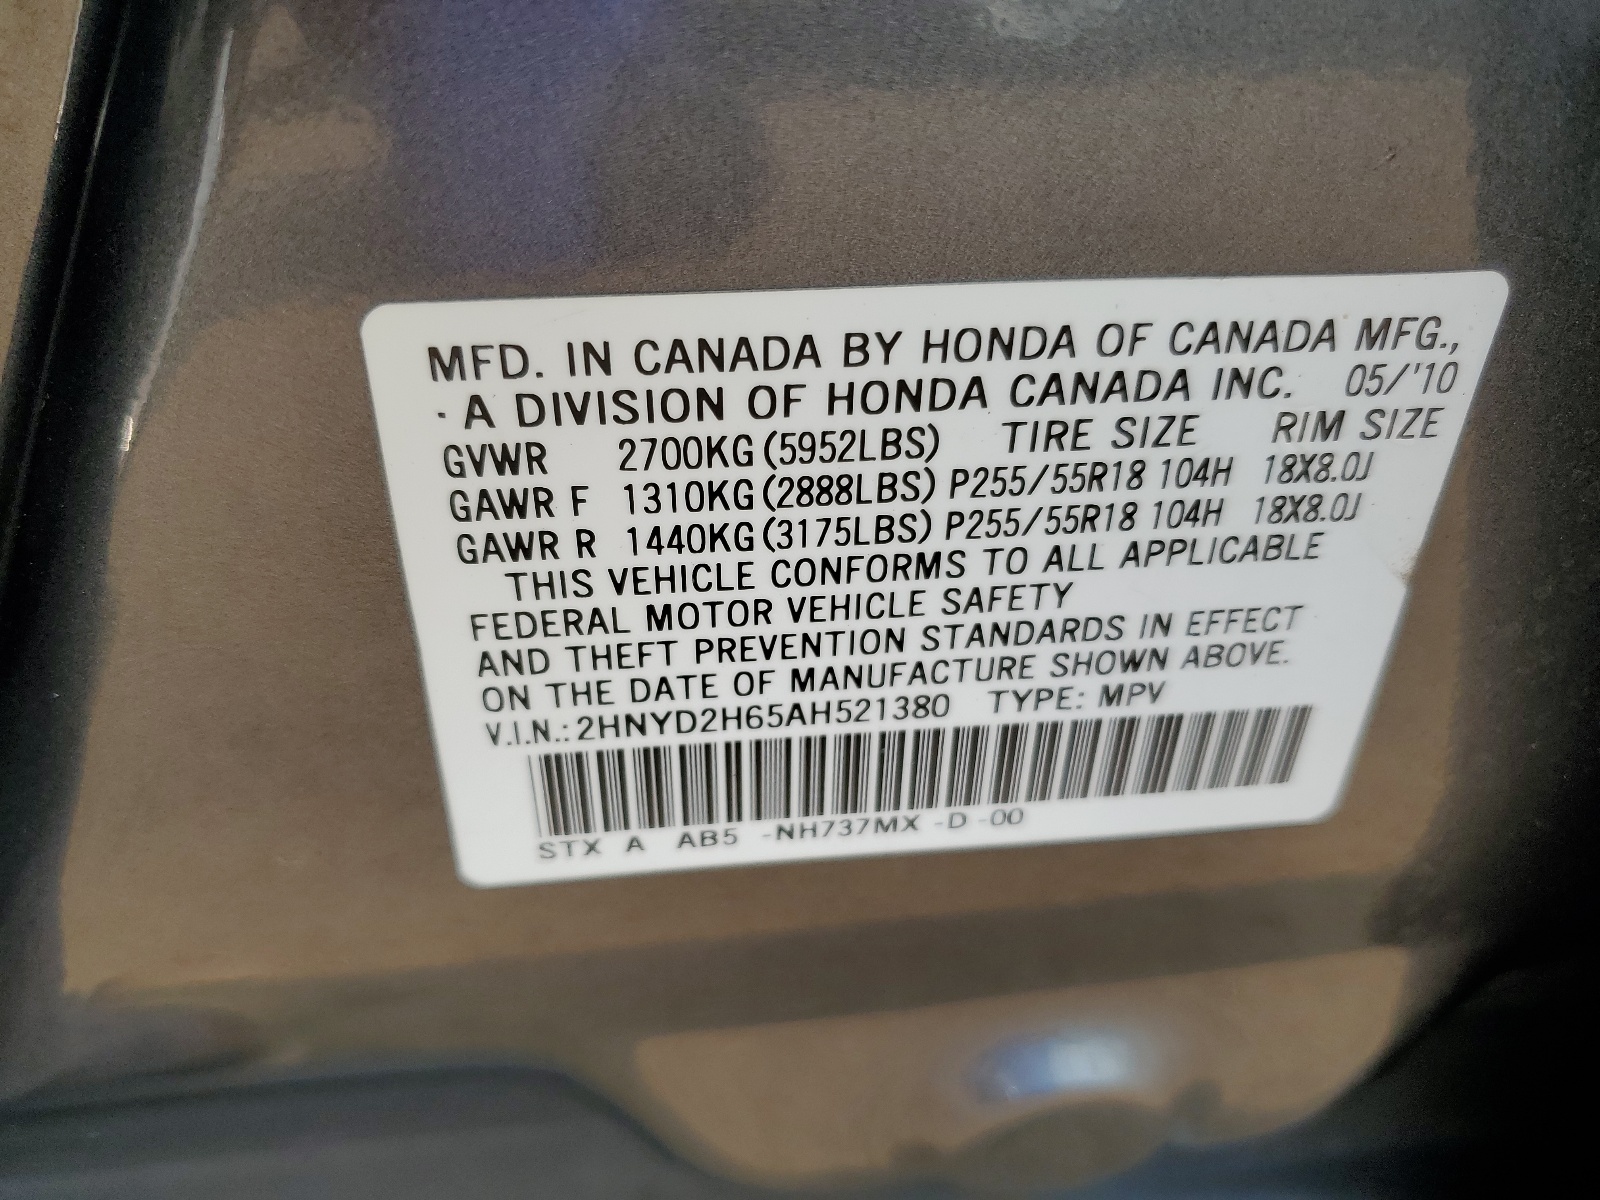 MFD. IN CANADA BY HONDA OF CANADA MFG.,
· A DIVISION OF HONDA CANADA INC. 05/'10
GVWR 2700KG (5952LBS) TIRE SIZE RIM SIZE
GAWR F 1310KG (2888LBS) P255/55R18 104H 18X8.0J
GAWR R 1440KG (3175LBS) P255/55R18 104H 18X8.0J
THIS VEHICLE CONFORMS TO ALL APPLICABLE
FEDERAL MOTOR VEHICLE SAFETY
AND THEFT PREVENTION STANDARDS IN EFFECT
ON THE DATE OF MANUFACTURE SHOWN ABOVE.
V.I.N.: 2HNYD2H65AH521380 TYPE: MPV
STX A AB5 -NH737MX -D -00